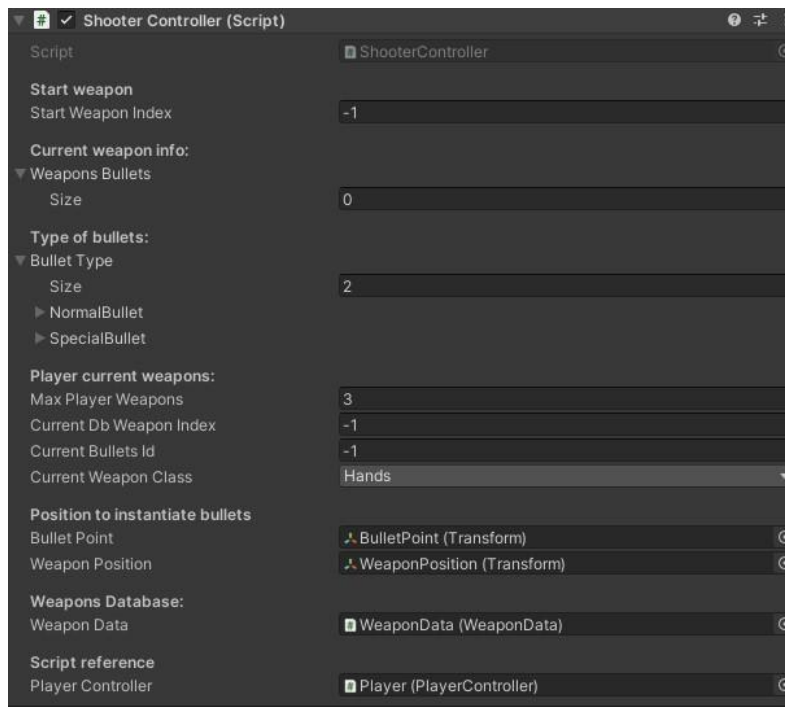 Shooter Controller (Script)
Script ShooterController
Start weapon
Start Weapon Index -1
Current weapon info:
Weapons Bullets
Size 0
Type of bullets:
Bullet Type
Size 2
NormalBullet
SpecialBullet
Player current weapons:
Max Player Weapons 3
Current Db Weapon Index -1
Current Bullets Id -1
Current Weapon Class Hands
Position to instantiate bullets
Bullet Point BulletPoint (Transform)
Weapon Position WeaponPosition (Transform)
Weapons Database:
Weapon Data WeaponData (WeaponData)
Script reference
Player Controller Player (PlayerController)